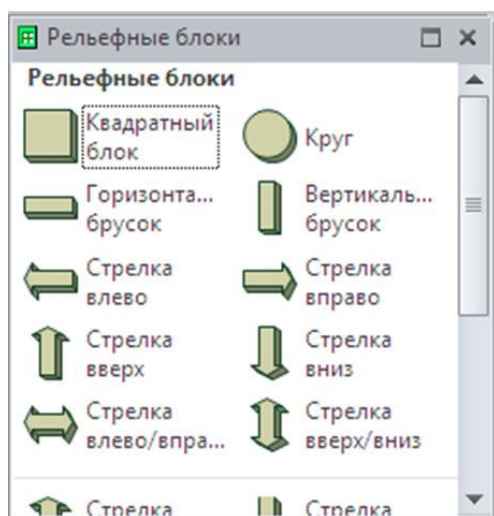 Рельефные блоки
Рельефные блоки
Квадратный
блок
Круг
Горизонта...
брусок
Вертикаль...
брусок
Стрелка
влево
Стрелка
вправо
Стрелка
вверх
Стрелка
вниз
Стрелка
влево/впра...
Стрелка
вверх/вниз
Стрелка
Стрелка